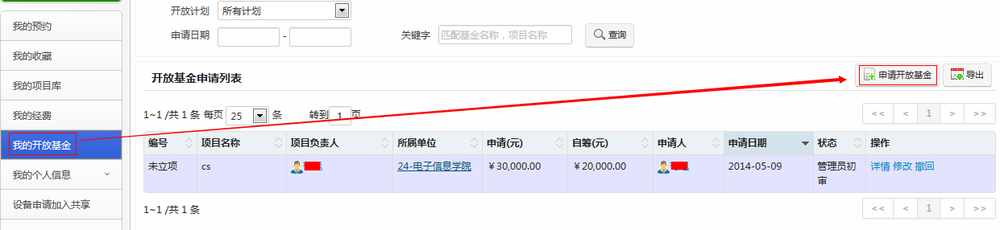 开放计划 所有计划
申请日期 - 关键字 匹配基金名称，项目名称 查询
我的预约
我的收藏
我的项目库
我的经费
我的开放基金
我的个人信息
设备申请加入共享
开放基金申请列表 申请开放基金 导出
1~1 /共 1 条 每页 25 条 转到 1 页 << < 1 > >>
编号 项目名称 项目负责人 所属单位 申请(元) 自筹(元) 申请人 申请日期 状态 操作
未立项 cs 24-电子信息学院 ￥30,000.00 ￥20,000.00 2014-05-09 管理员初审 详情 修改 撤回
1~1 /共 1 条 << < 1 > >>